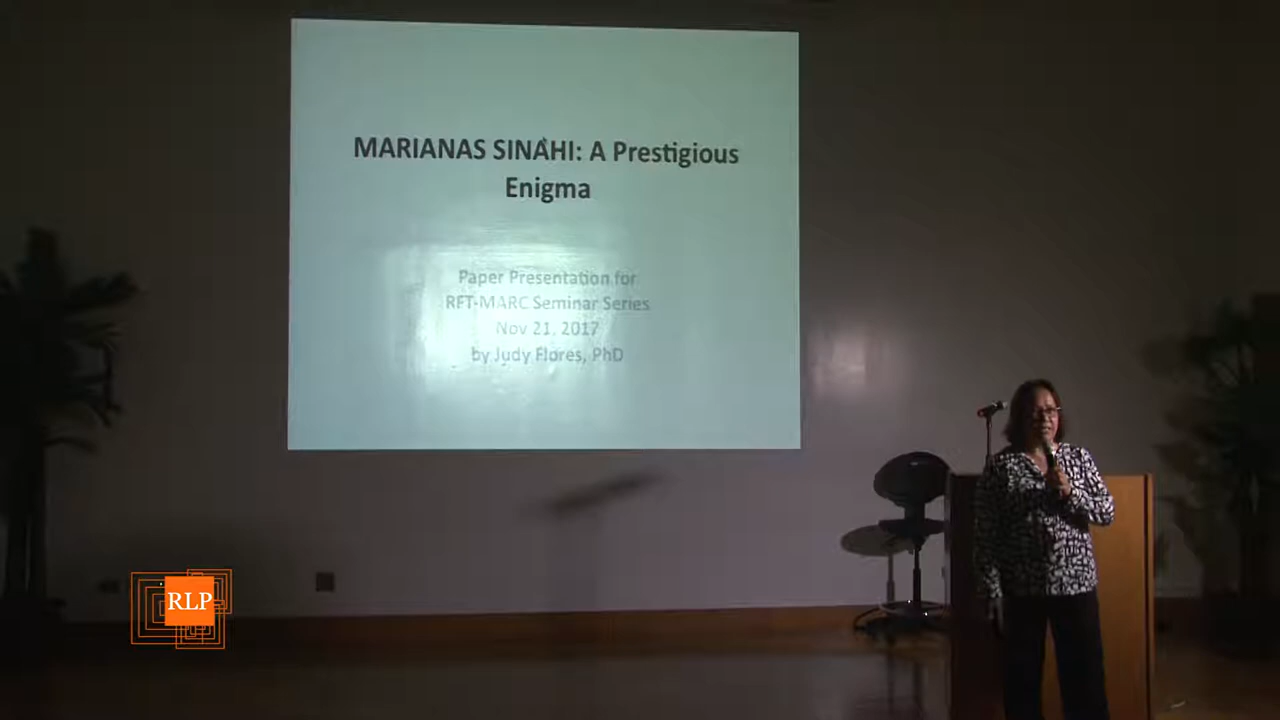 MARIANAS SINAHI: A Prestigious
Enigma
Paper Presentation for
RFT-MARC Seminar Series
Nov 21, 2017
by Judy Flores, PhD
RLP